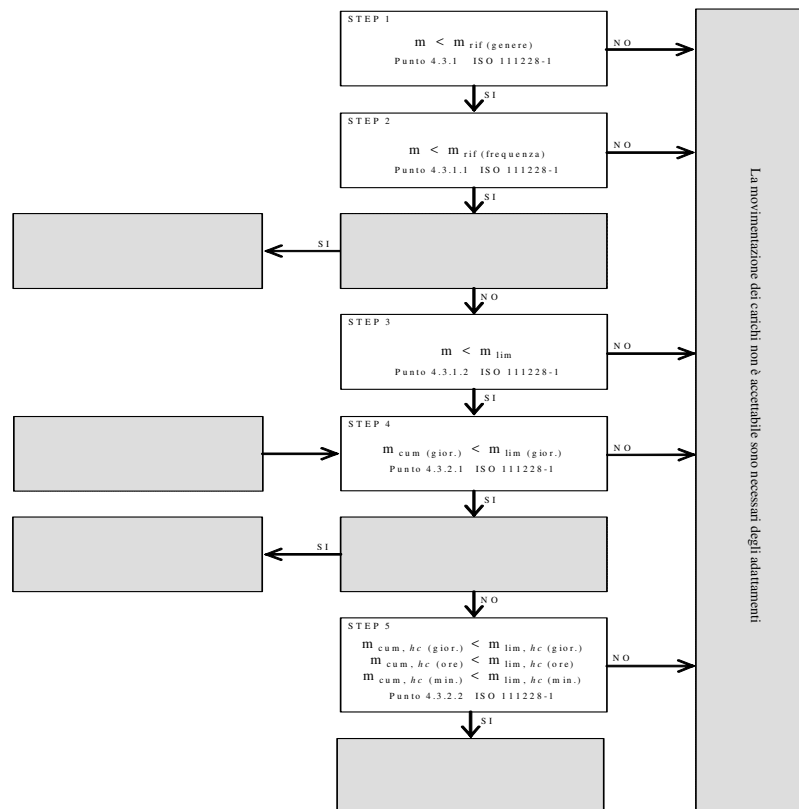 STEP 1
m < m rif (genere)
Punto 4.3.1 ISO 111228-1
NO
SI
STEP 2
m < m rif (frequenza)
Punto 4.3.1.1 ISO 111228-1
NO
SI
SI
NO
STEP 3
m < m lim
Punto 4.3.1.2 ISO 111228-1
NO
SI
STEP 4
m cum (gior.) < m lim (gior.)
Punto 4.3.2.1 ISO 111228-1
NO
SI
SI
NO
STEP 5
m cum, hc (gior.) < m lim, hc (gior.)
m cum, hc (ore) < m lim, hc (ore)
m cum, hc (min.) < m lim, hc (min.)
Punto 4.3.2.2 ISO 111228-1
NO
SI
La movimentazione dei carichi non è accettabile sono necessari degli adattamenti